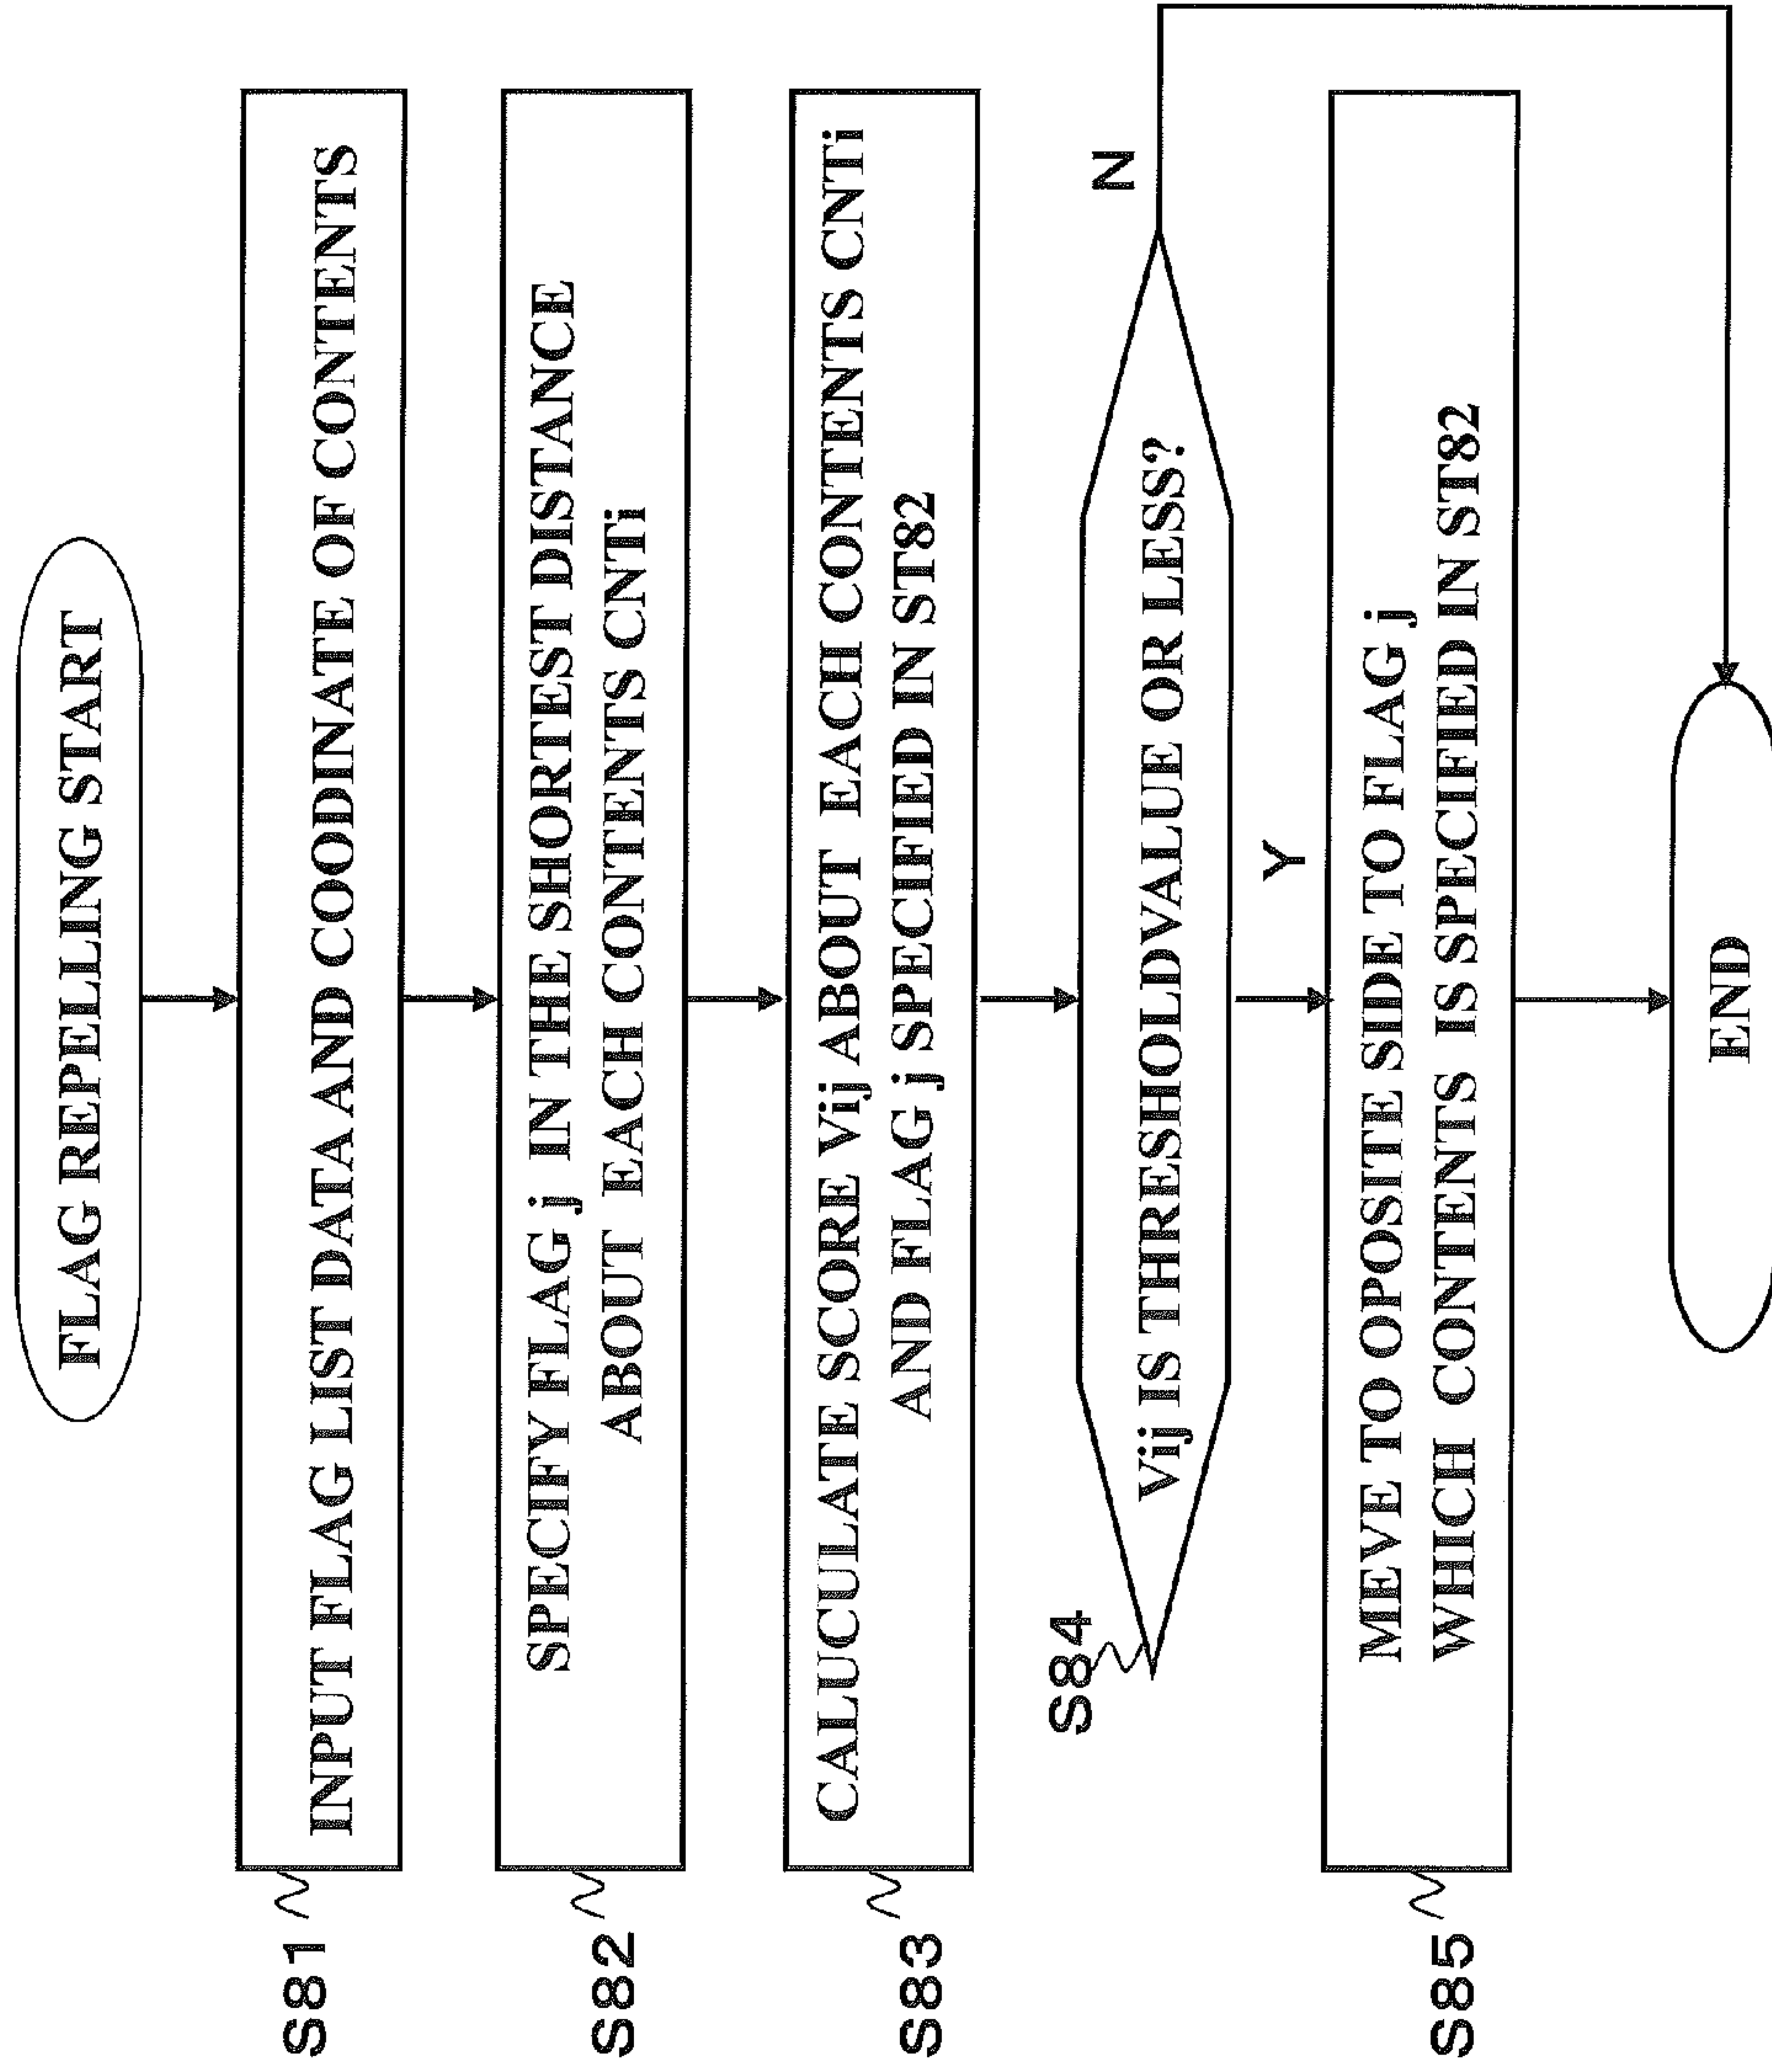 FLAG REPELLING START
S81
INPUT FLAG LIST DATA AND COODINATE OF CONTENTS
S82
SPECIFY FLAG j IN THE SHORTEST DISTANCE
ABOUT EACH CONTENTS CNTi
S83
CALUCULATE SCORE Vij ABOUT EACH CONTENTS CNTi
AND FLAG j SPECIFIED IN ST82
S84
Vij IS THRESHOLDVALUE OR LESS?
N
Y
S85
MEVE TO OPOSITE SIDE TO FLAG j
WHICH CONTENTS IS SPECIFIED IN ST82
END